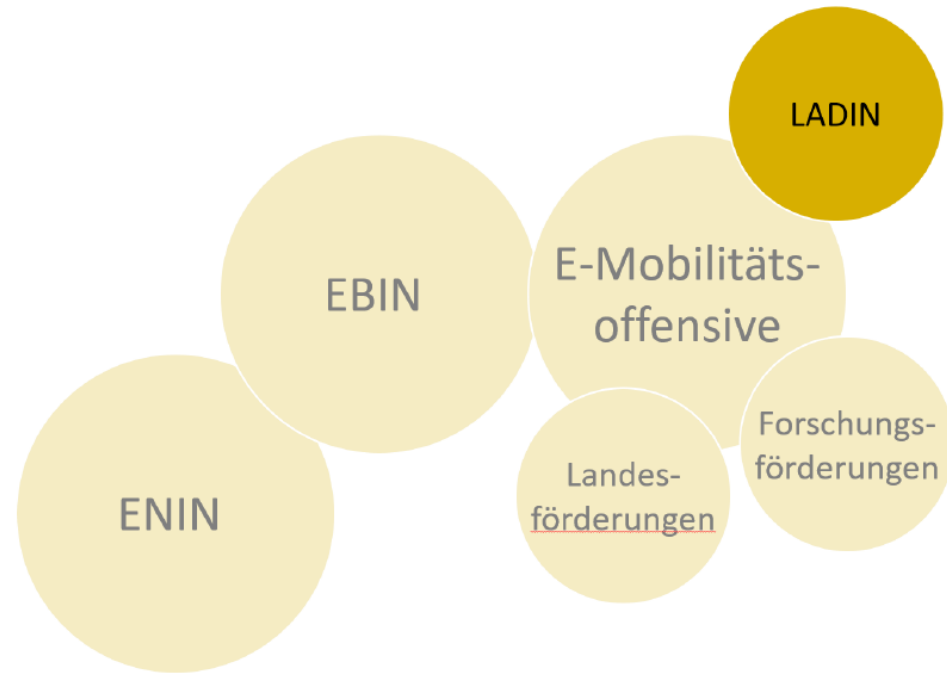 LADIN
E-Mobilitäts-
offensive
EBIN
Forschungs-
förderungen
Landes-
förderungen
ENIN